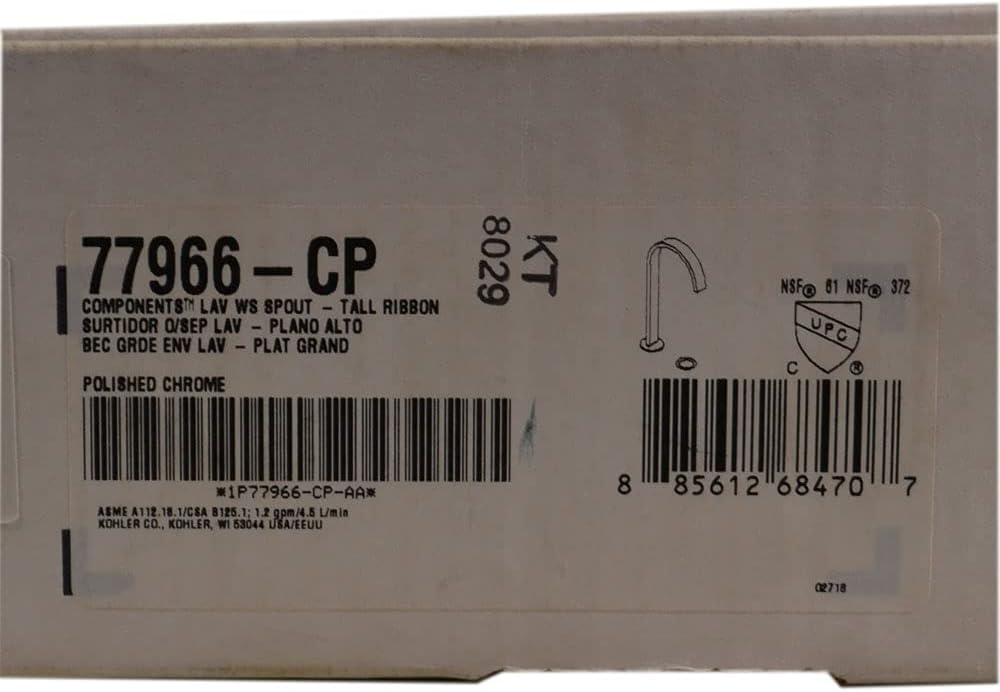 77966-CP
COMPONENTS™ LAV WS SPOUT - TALL RIBBON
SURTIDOR O/SEP LAV - PLANO ALTO
BEC GRDE ENV LAV - PLAT GRAND
POLISHED CHROME
*1P77966-CP-AA*
ASME A112.18.1/CSA B125.1; 1.2 gpm/4.5 L/min
KOHLER CO., KOHLER, WI 53044 USA/EEUU
KT
8029
NSF® 61 NSF® 372
UPC
C ®
8 85612 68470 7
02718